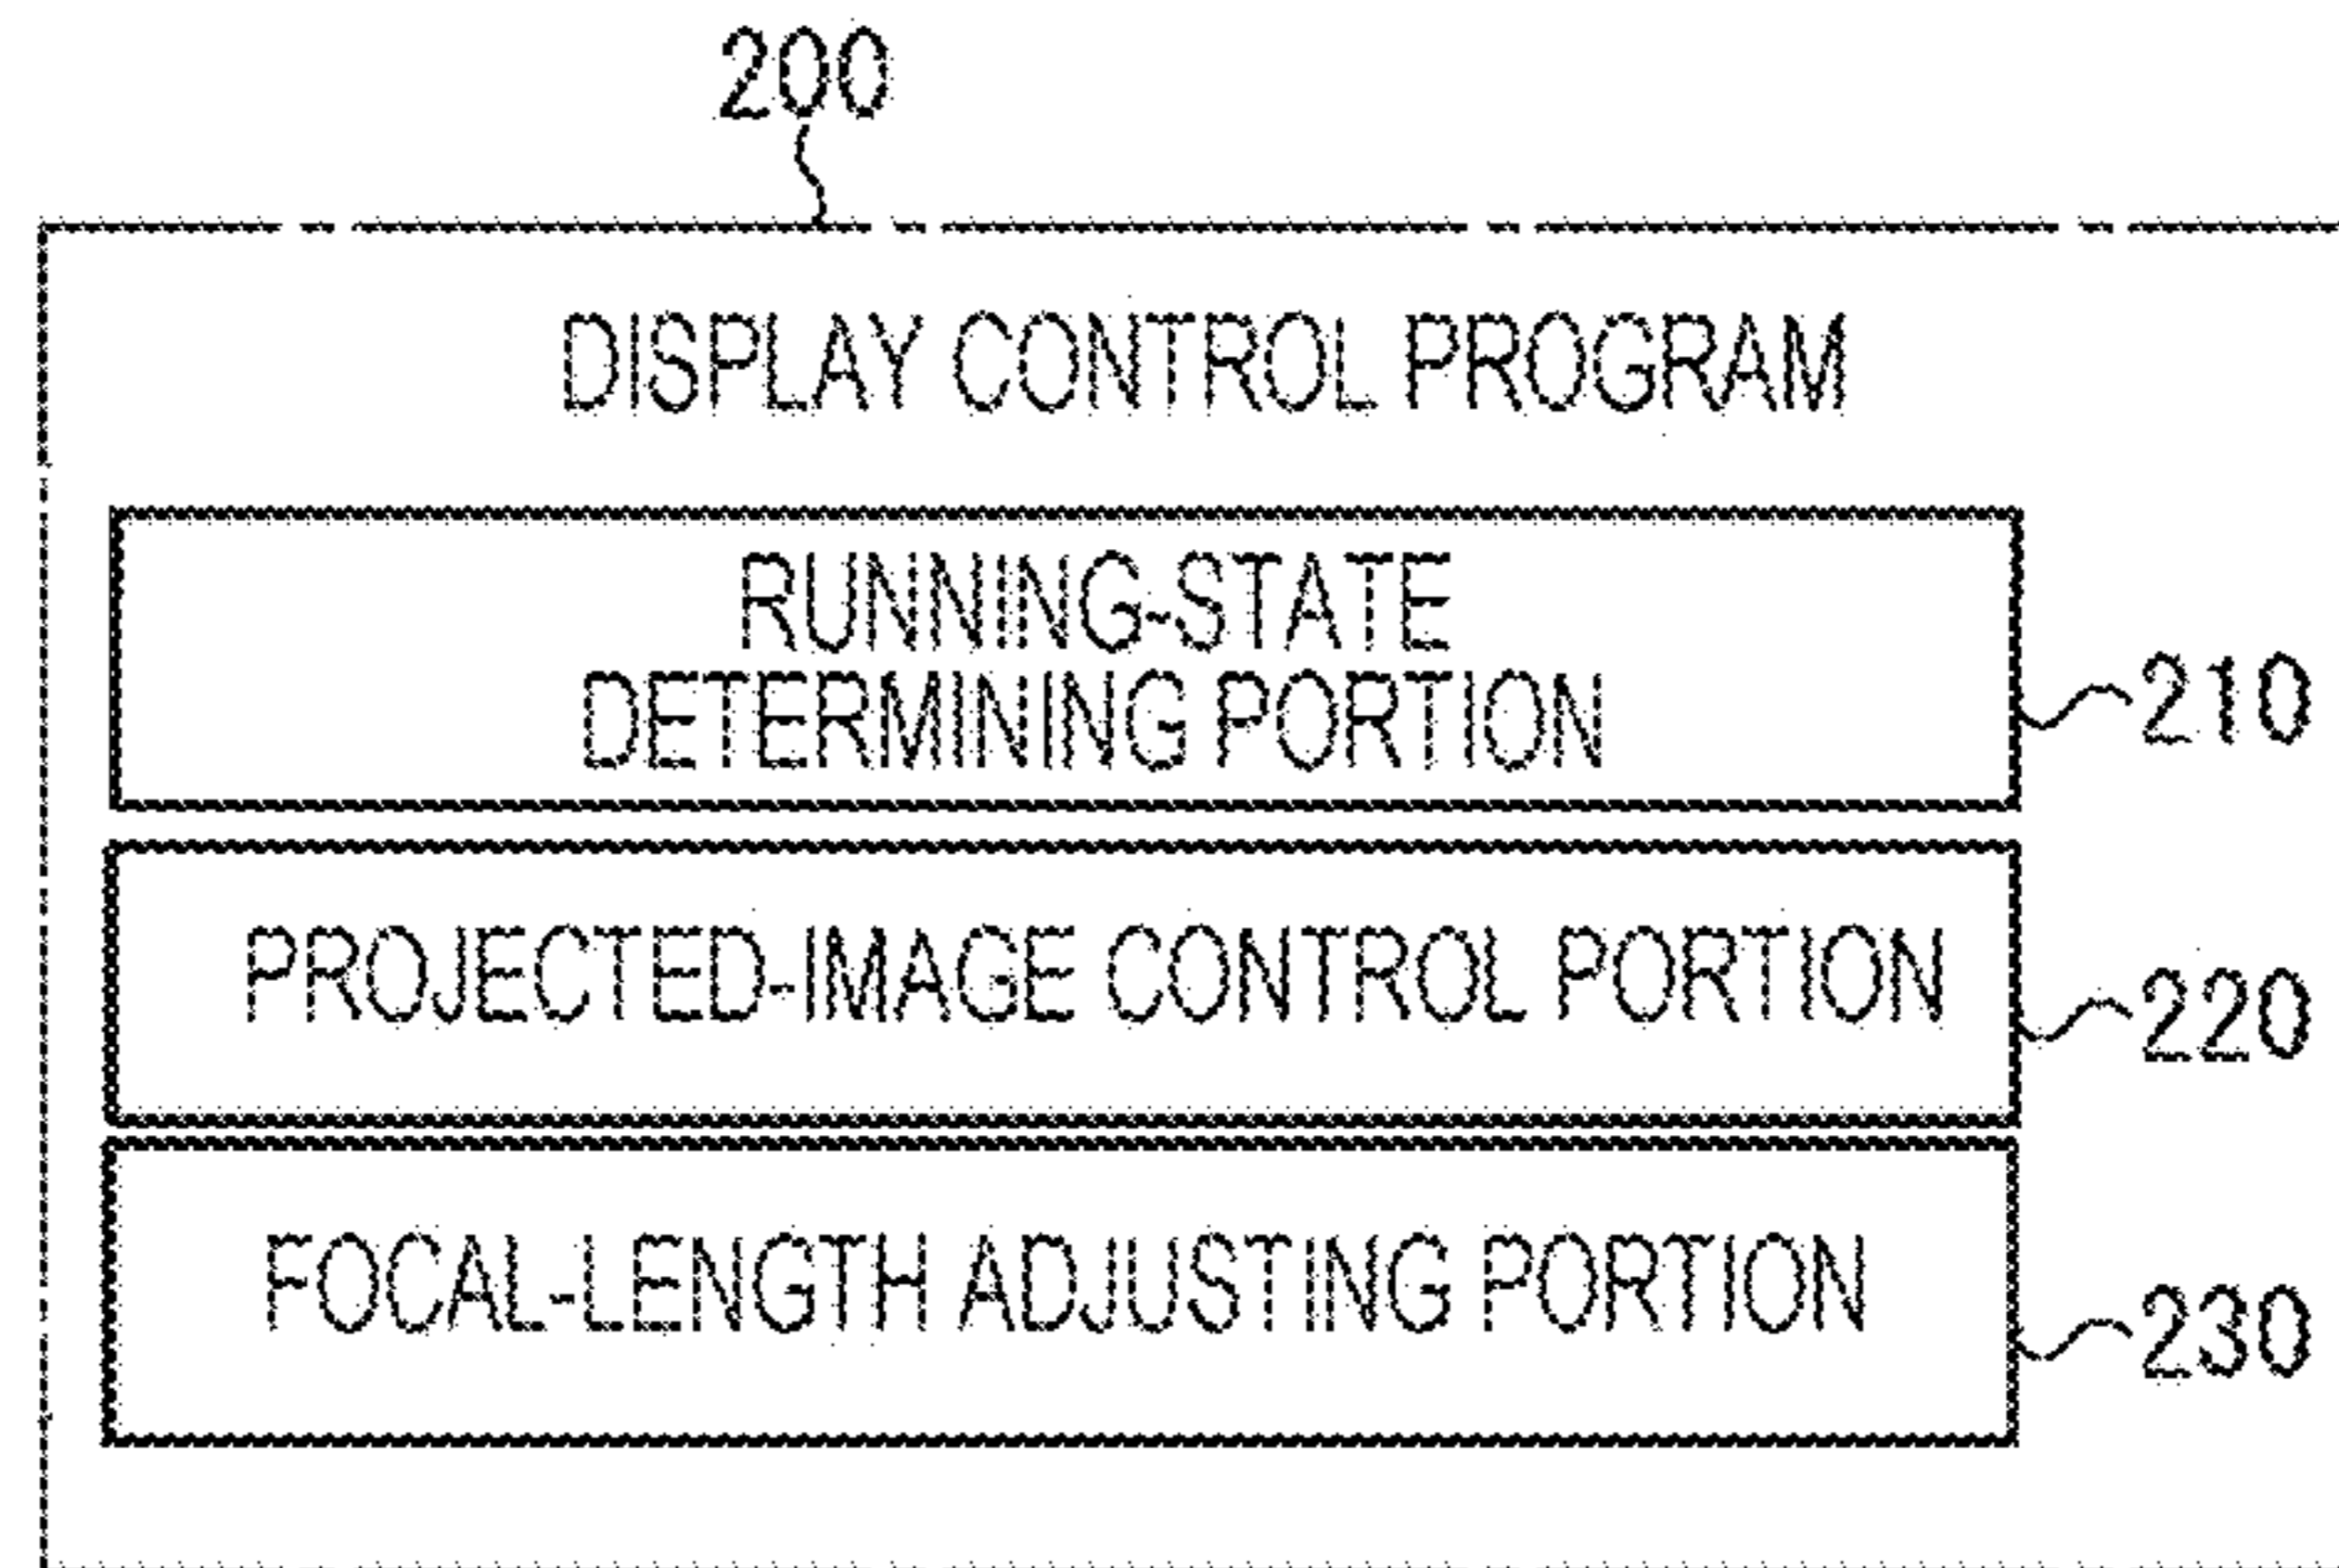 200
DISPLAY CONTROL PROGRAM
RUNNING-STATE
DETERMINING PORTION
210
PROJECTED-IMAGE CONTROL PORTION
220
FOCAL-LENGTH ADJUSTING PORTION
230